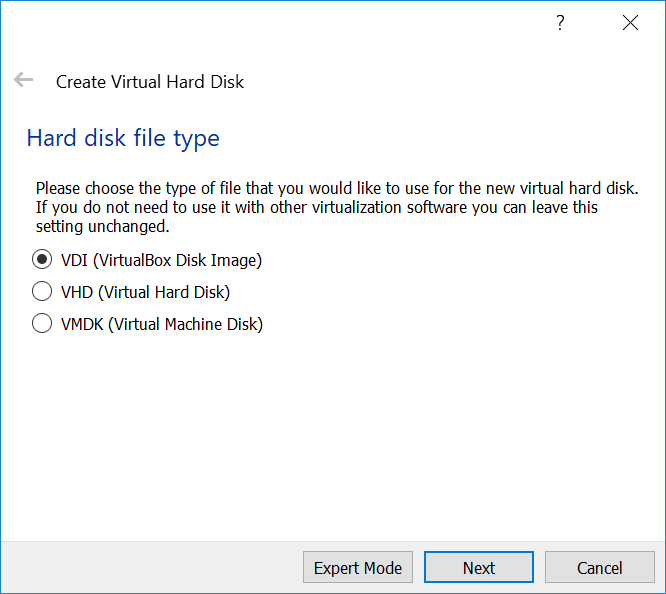 ?
Create Virtual Hard Disk
Hard disk file type
Please choose the type of file that you would like to use for the new virtual hard disk.
If you do not need to use it with other virtualization software you can leave this
setting unchanged.
VDI (VirtualBox Disk Image)
VHD (Virtual Hard Disk)
VMDK (Virtual Machine Disk)
Expert Mode Next Cancel